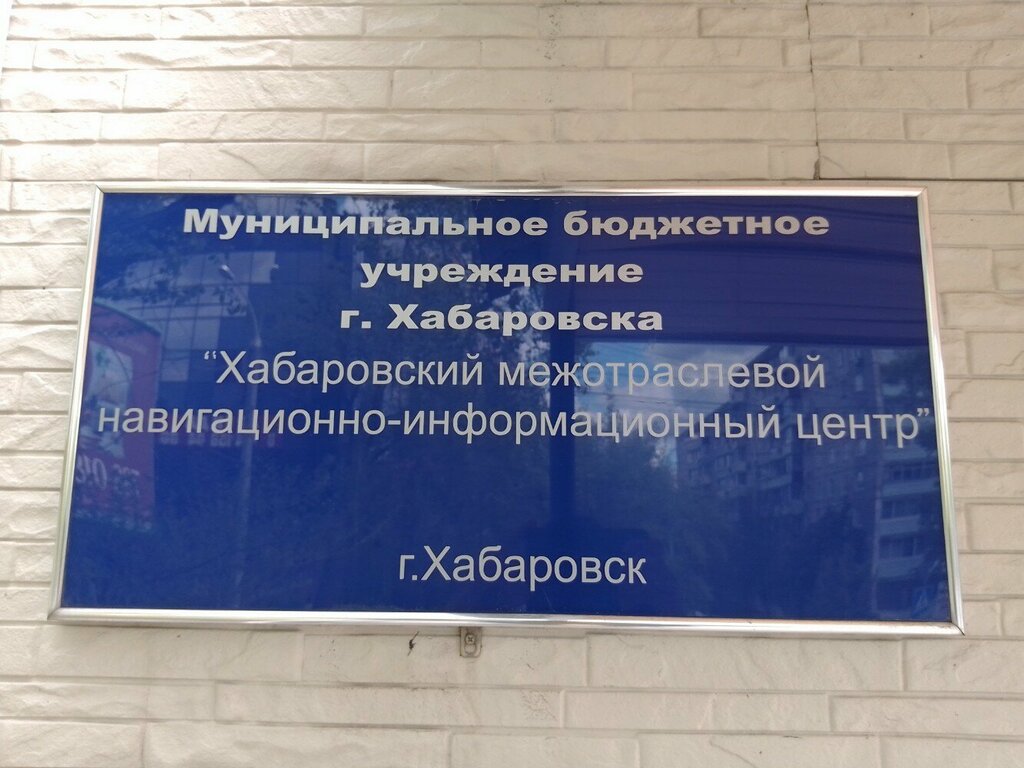 Муниципальное бюджетное
учреждение
г. Хабаровска
“Хабаровский межотраслевой
навигационно-информационный центр”
г.Хабаровск